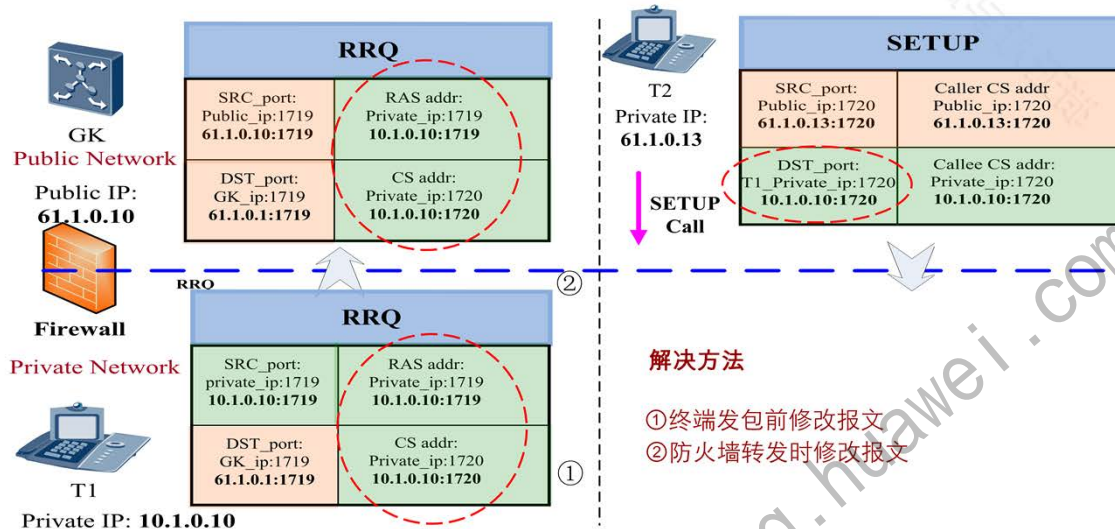 RRQ
SRC_port:
Public_ip:1719
61.1.0.10:1719
RAS addr:
Private_ip:1719
10.1.0.10:1719
DST_port:
GK_ip:1719
61.1.0.1:1719
CS addr:
Private_ip:1720
10.1.0.10:1720
GK
Public Network
Public IP:
61.1.0.10
Firewall
Private Network
T1
Private IP: 10.1.0.10
RRQ
②
RRQ
SRC_port:
private_ip:1719
10.1.0.10:1719
RAS addr:
Private_ip:1719
10.1.0.10:1719
DST_port:
GK_ip:1719
61.1.0.1:1719
CS addr:
Private_ip:1720
10.1.0.10:1720
①
T2
Private IP:
61.1.0.13
SETUP
Call
SETUP
SRC_port:
Public_ip:1720
61.1.0.13:1720
Caller CS addr
Public_ip:1720
61.1.0.13:1720
DST_port:
T1_Private_ip:1720
10.1.0.10:1720
Callee CS addr:
Private_ip:1720
10.1.0.10:1720
解决方法
①终端发包前修改报文
②防火墙转发时修改报文
g.huawei.com